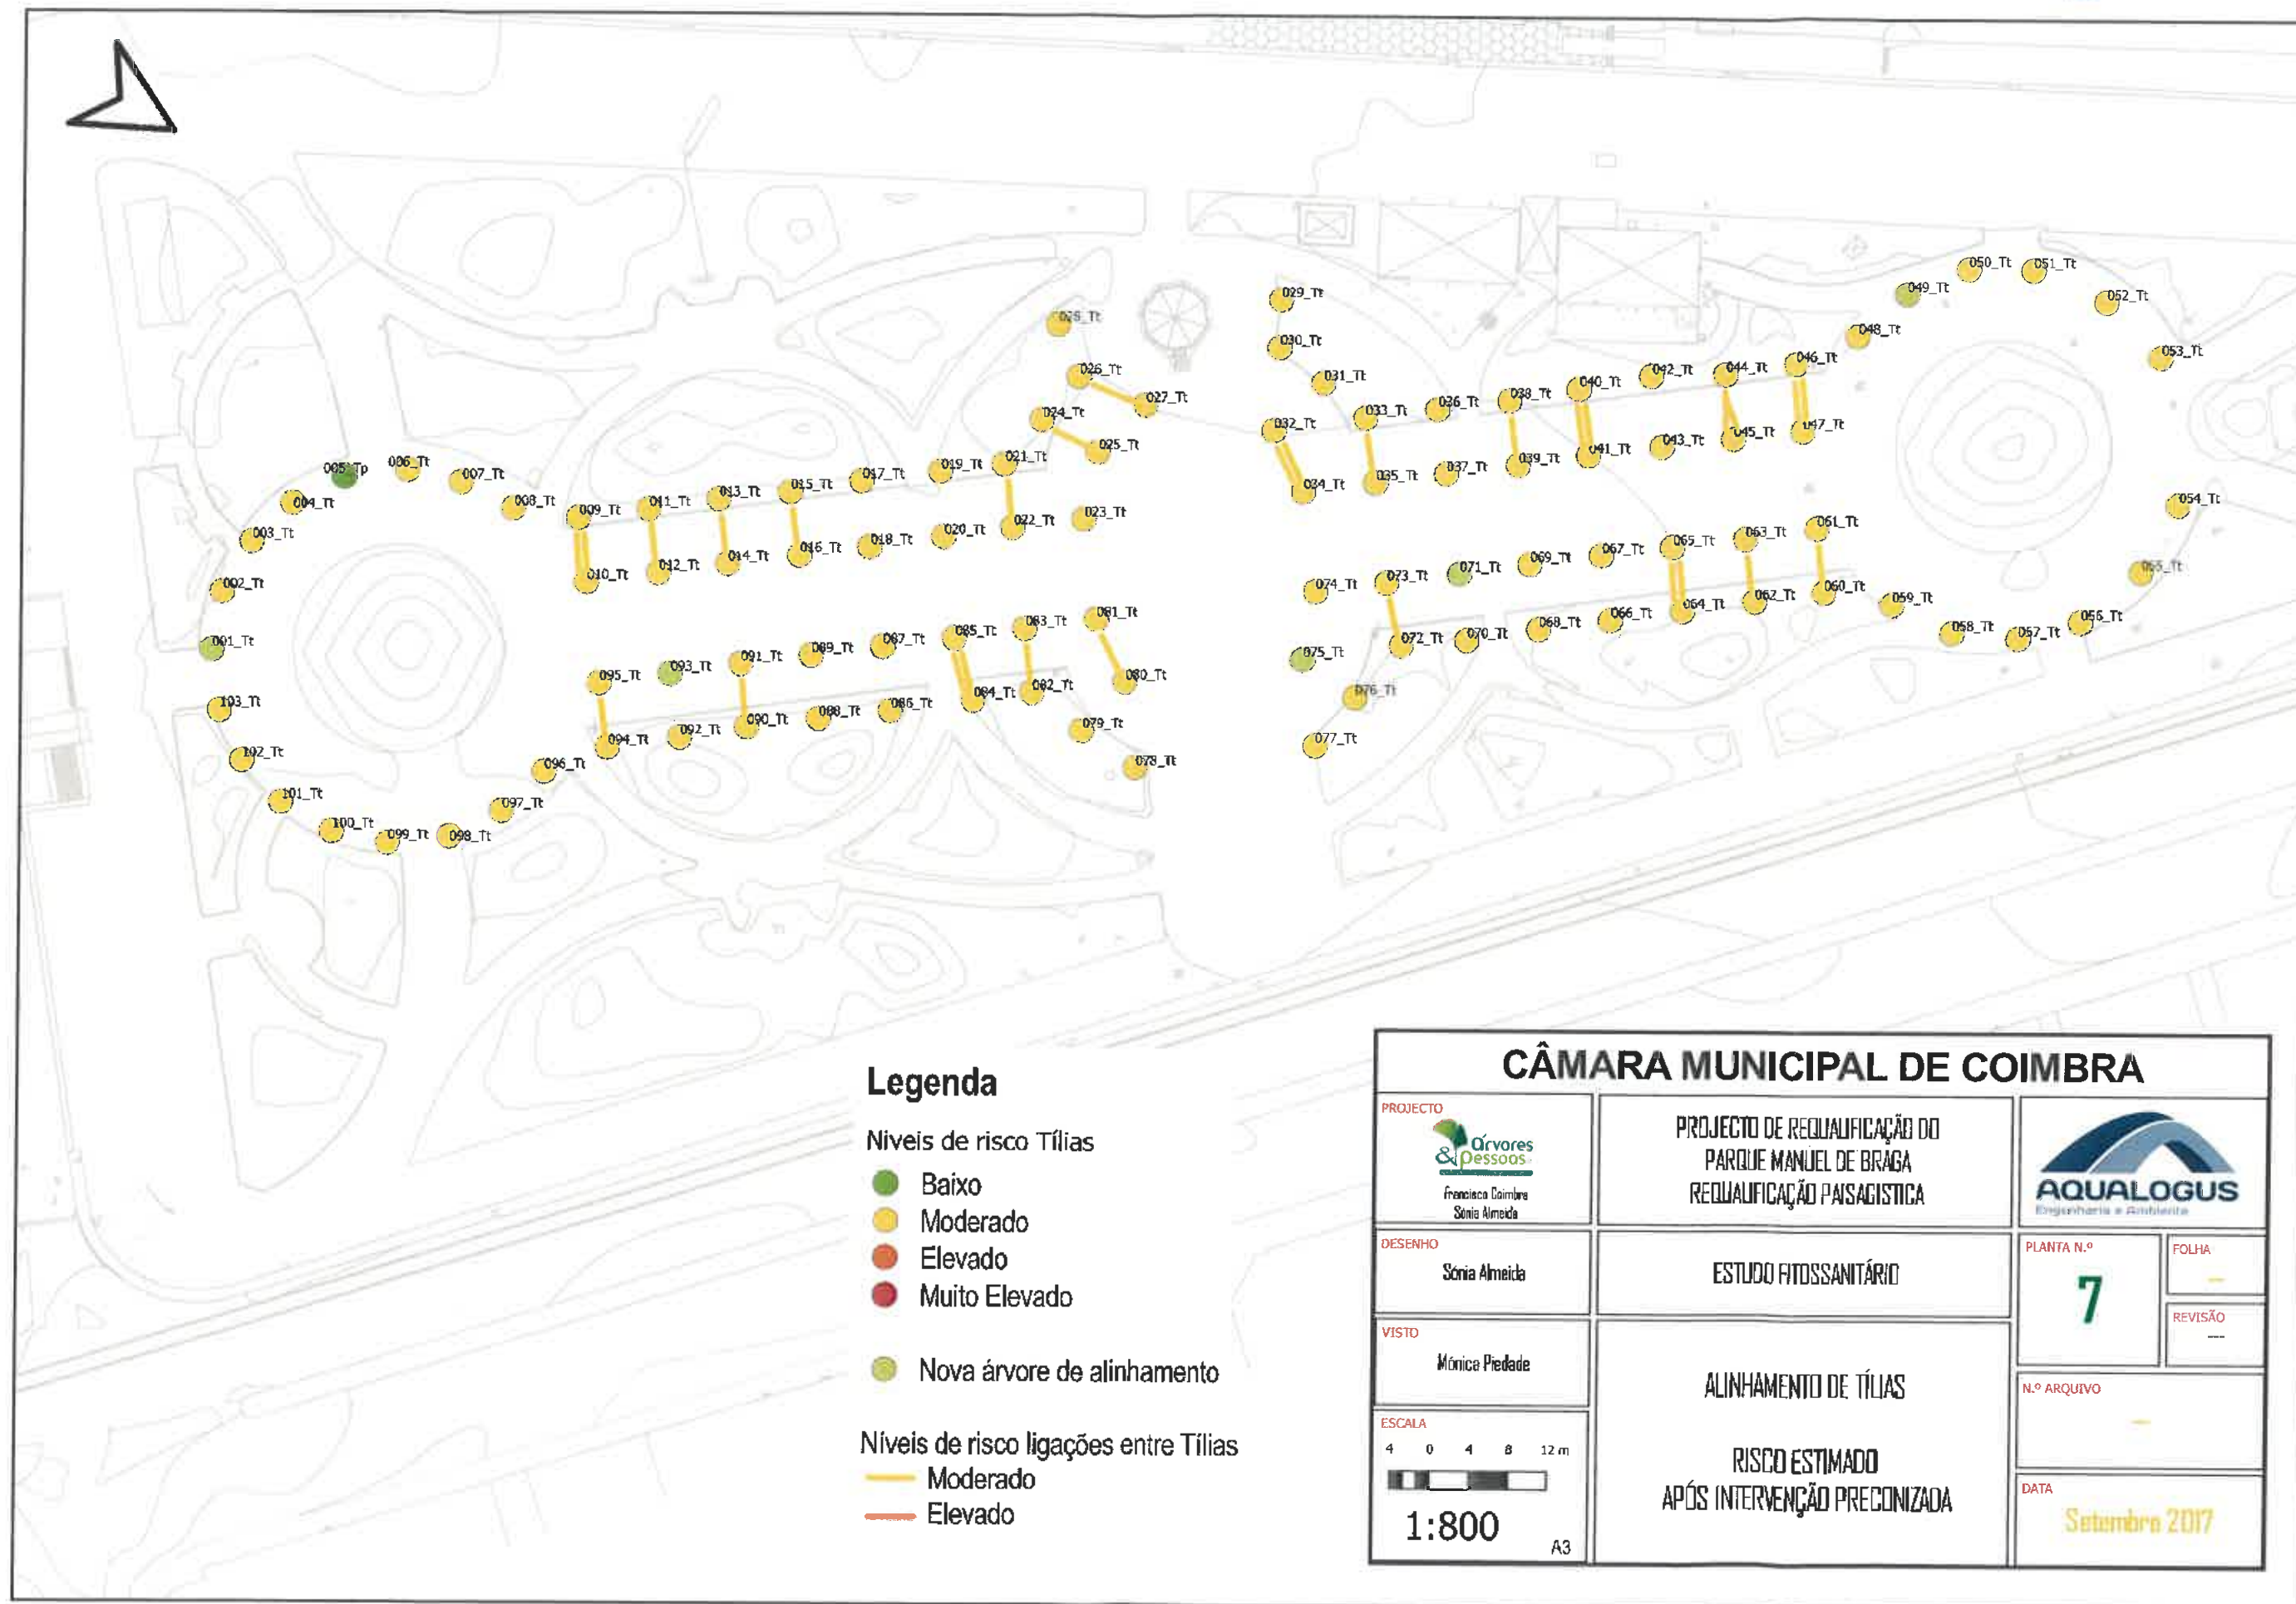 050_Tt
051_Tt
049_Tt
052_Tt
029_Tt
048_Tt
030_Tt
053_Tt
046_Tt
026_Tt
031_Tt
044_Tt
042_Tt
040_Tt
027_Tt
038_Tt
036_Tt
024_Tt
033_Tt
032_Tt
047_Tt
045_Tt
043_Tt
025_Tt
041_Tt
021_Tt
039_Tt
019_Tt
037_Tt
006_Tt
005_Tp
007_Tt
017_Tt
035_Tt
015_Tt
034_Tt
013_Tt
054_Tt
011_Tt
004_Tt
008_Tt
009_Tt
023_Tt
022_Tt
061_Tt
003_Tt
020_Tt
063_Tt
018_Tt
065_Tt
016_Tt
067_Tt
014_Tt
069_Tt
012_Tt
071_Tt
010_Tt
073_Tt
002_Tt
074_Tt
060_Tt
062_Tt
059_Tt
064_Tt
081_Tt
066_Tt
056_Tt
083_Tt
068_Tt
058_Tt
057_Tt
085_Tt
070_Tt
001_Tt
087_Tt
072_Tt
089_Tt
075_Tt
091_Tt
093_Tt
095_Tt
080_Tt
082_Tt
076_Tt
084_Tt
103_Tt
086_Tt
088_Tt
090_Tt
079_Tt
092_Tt
094_Tt
077_Tt
102_Tt
078_Tt
096_Tt
101_Tt
097_Tt
100_Tt
099_Tt
098_Tt
Legenda
Niveis de risco Tílias
Baixo
Moderado
Elevado
Muito Elevado
Nova árvore de alinhamento
Níveis de risco ligações entre Tílias
Moderado
Elevado
CÂMARA MUNICIPAL DE COIMBRA
PROJECTO
árvores
&pessoas
Francisco Coimbra
Sónia Almeida
PROJECTO DE REQUALIFICAÇÃO DO
PARQUE MANUEL DE BRAGA
REQUALIFICAÇÃO PAISAGISTICA
AQUALOGUS
Engenharia e Ambiente
DESENHO
Sónia Almeida
ESTUDO FITOSSANITÁRIO
PLANTA N.º
7
FOLHA
—
REVISÃO
---
VISTO
Mónica Piedade
ALINHAMENTO DE TÍLIAS
RISCO ESTIMADO
APÓS INTERVENÇÃO PRECONIZADA
N.º ARQUIVO
—
ESCALA
4 0 4 8 12 m
1:800
A3
DATA
Setembro 2017